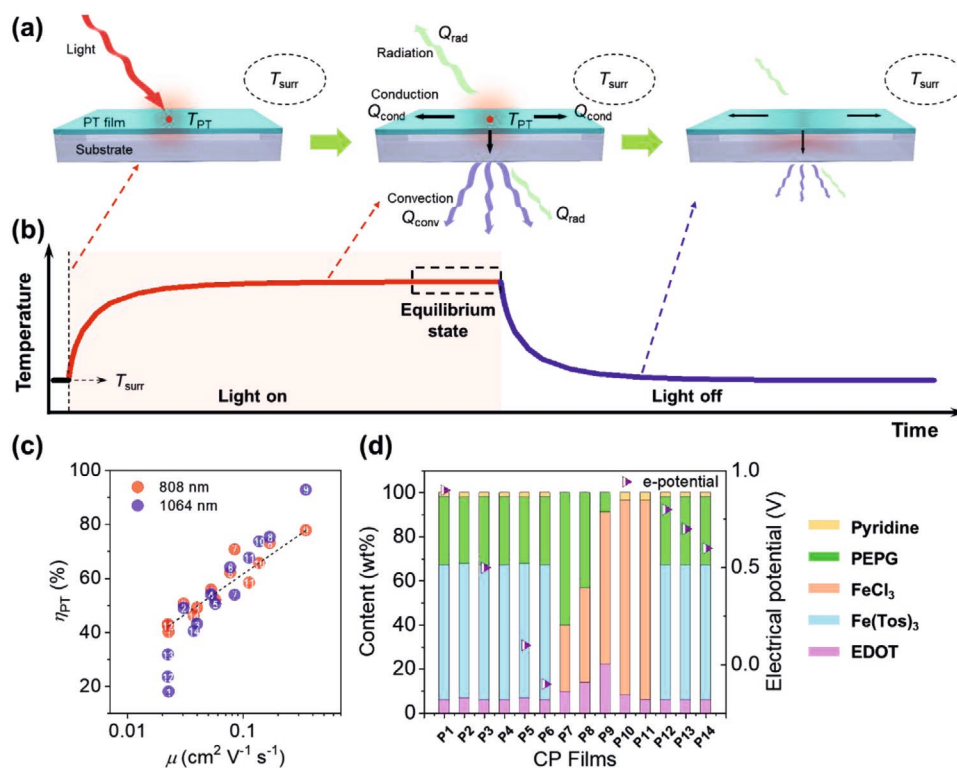 (a)
Light
T_surr
PT film
T_PT
Substrate
Q_rad
Radiation
T_surr
Conduction
Q_cond
T_PT
Q_cond
Convection
Q_conv
Q_rad
T_surr
(b)
Temperature
Equilibrium
state
T_surr
Light on
Light off
Time
(c)
100
80
60
40
20
η_PT (%)
808 nm
1064 nm
0.01
0.1
μ (cm² V⁻¹ s⁻¹)
(d)
100
80
60
40
20
0
Content (wt%)
e-potential
1.0
0.5
0.0
Electrical potential (V)
P1 P2 P3 P4 P5 P6 P7 P8 P9 P10 P11 P12 P13 P14
CP Films
Pyridine
PEPG
FeCl₃
Fe(Tos)₃
EDOT